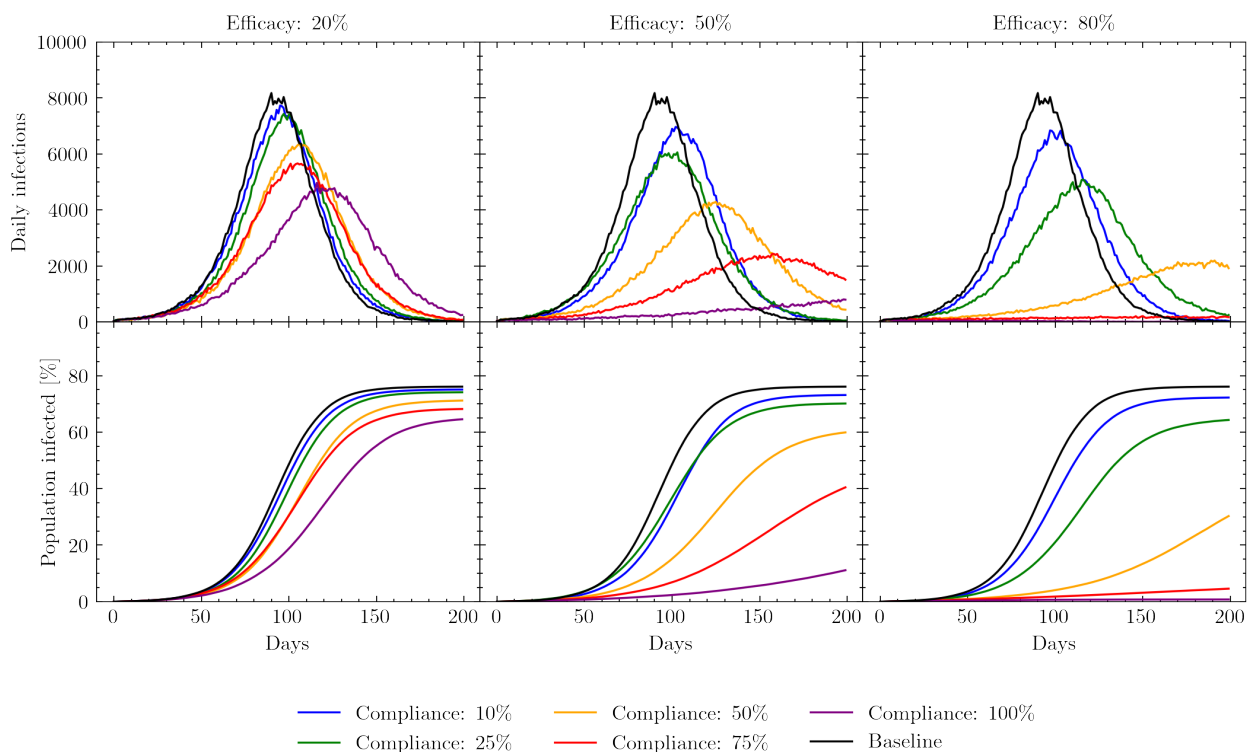 Efficacy: 20%
Efficacy: 50%
Efficacy: 80%
10000
8000
6000
4000
2000
0
Daily infections
80
60
40
20
0
Population infected [%]
0 50 100 150 200
0 50 100 150 200
0 50 100 150 200
Days
Days
Days
Compliance: 10%
Compliance: 50%
Compliance: 100%
Compliance: 25%
Compliance: 75%
Baseline